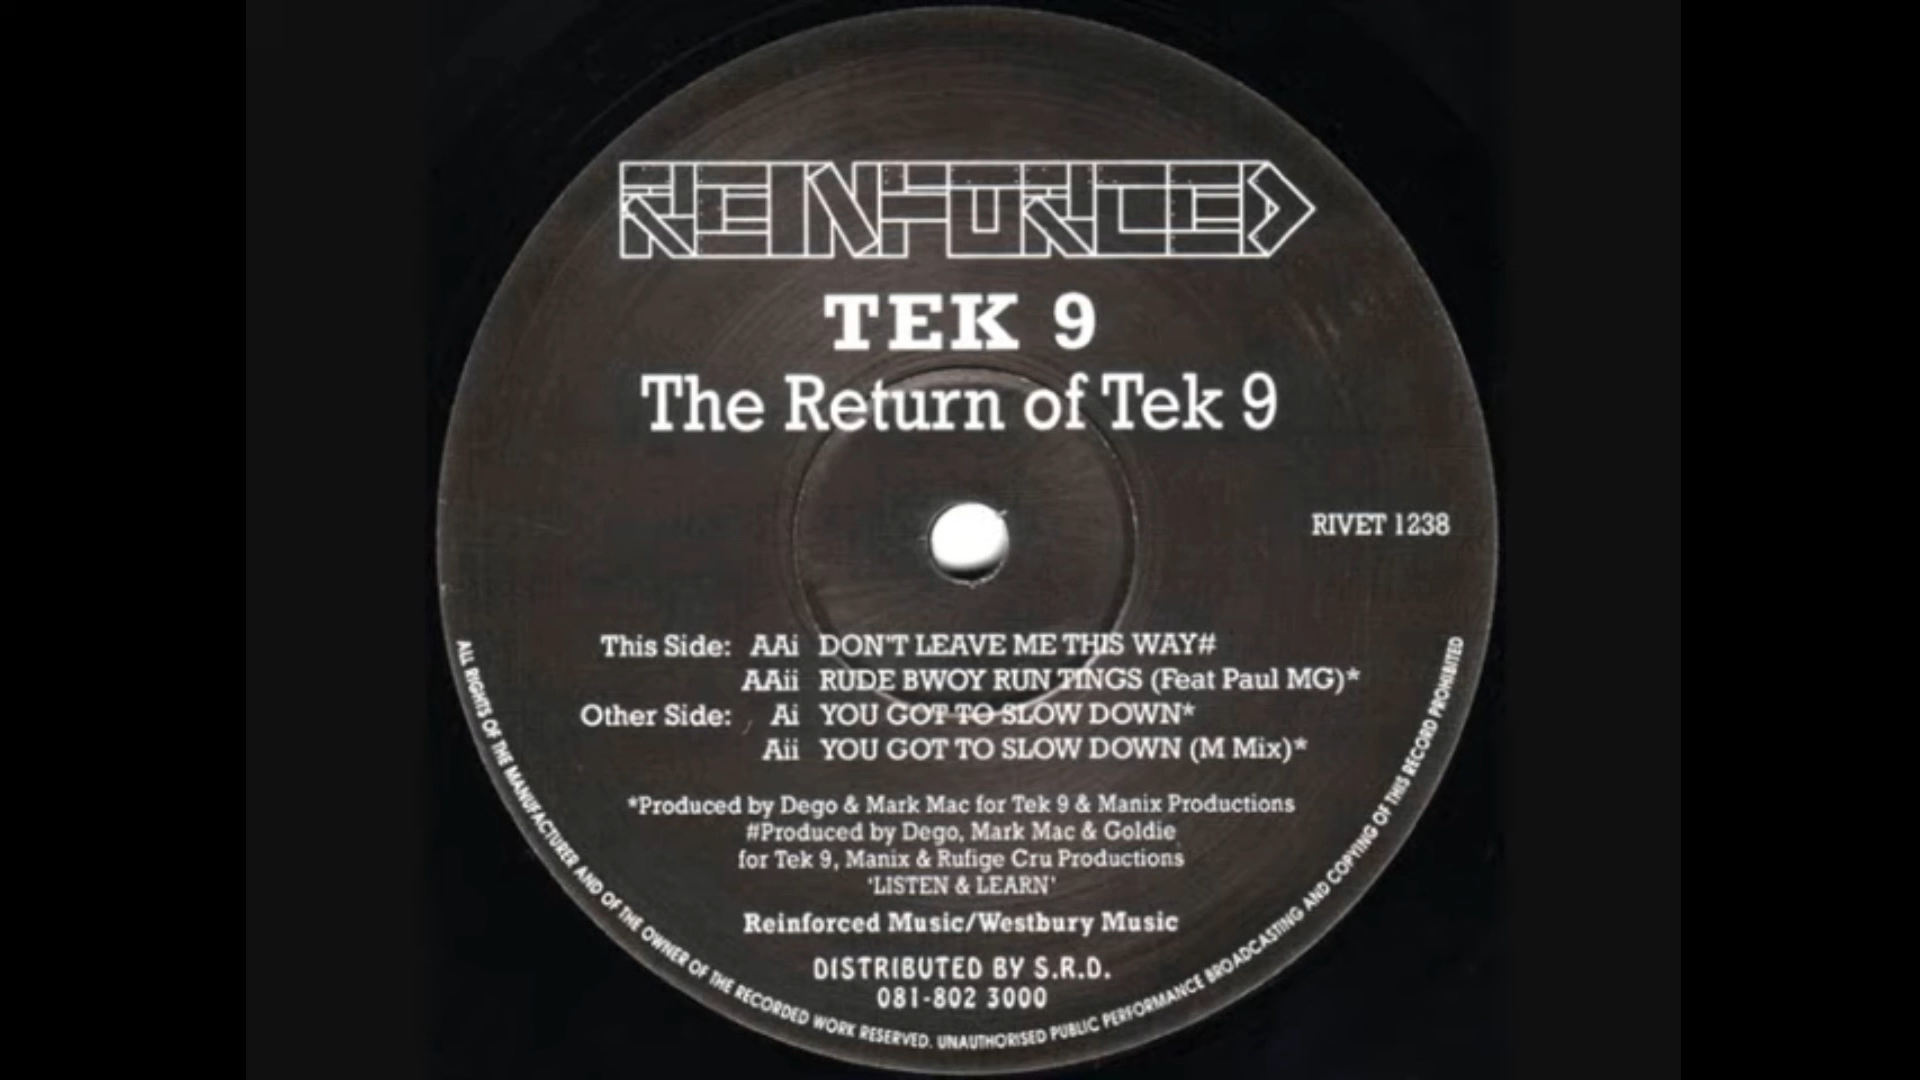 REINFORCED
TEK 9
The Return of Tek 9
RIVET 1238
This Side: AAi DON'T LEAVE ME THIS WAY#
AAii RUDE BWOY RUN TINGS (Feat Paul MG)*
Other Side: Ai YOU GOT TO SLOW DOWN*
Aii YOU GOT TO SLOW DOWN (M Mix)*
*Produced by Dego & Mark Mac for Tek 9 & Manix Productions
#Produced by Dego, Mark Mac & Goldie
for Tek 9, Manix & Rufige Cru Productions
'LISTEN & LEARN'
Reinforced Music/Westbury Music
DISTRIBUTED BY S.R.D.
081-802 3000
ALL RIGHTS OF THE MANUFACTURER AND OF THE OWNER OF THE RECORDED WORK RESERVED. UNAUTHORISED PUBLIC PERFORMANCE BROADCASTING AND COPYING OF THIS RECORD PROHIBITED